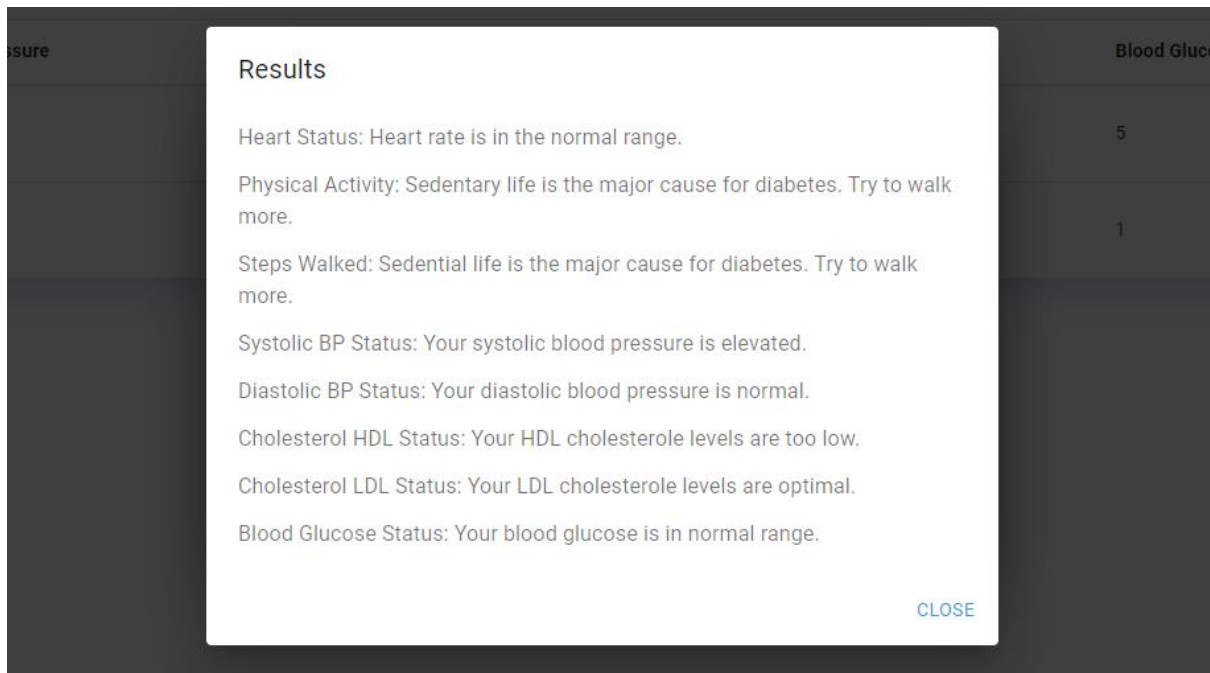 ssure
Blood Gluc
Results
Heart Status: Heart rate is in the normal range.
5
Physical Activity: Sedentary life is the major cause for diabetes. Try to walk
more.
1
Steps Walked: Sedential life is the major cause for diabetes. Try to walk
more.
Systolic BP Status: Your systolic blood pressure is elevated.
Diastolic BP Status: Your diastolic blood pressure is normal.
Cholesterol HDL Status: Your HDL cholesterole levels are too low.
Cholesterol LDL Status: Your LDL cholesterole levels are optimal.
Blood Glucose Status: Your blood glucose is in normal range.
CLOSE